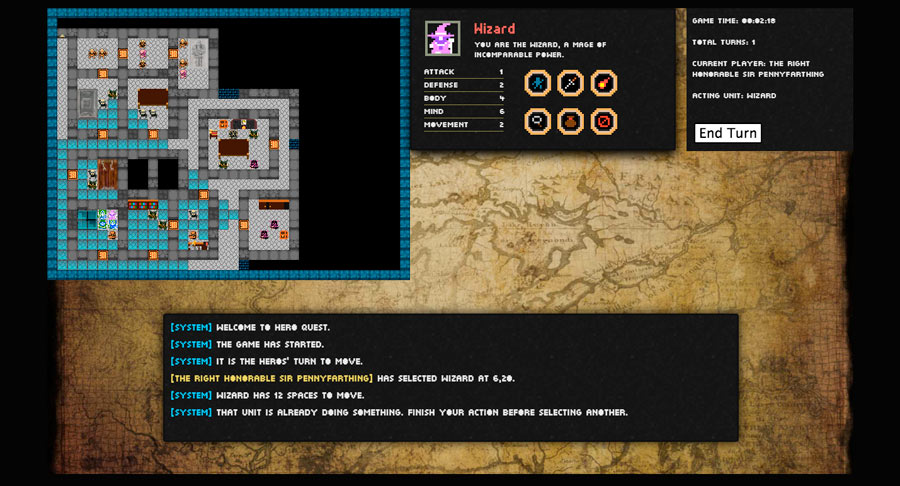 Wizard
YOU ARE THE WIZARD, A MAGE OF
INCOMPARABLE POWER.
ATTACK 1
DEFENSE 2
BODY 4
MIND 6
MOVEMENT 2
GAME TIME: 00:02:18
TOTAL TURNS: 1
CURRENT PLAYER: THE RIGHT
HONORABLE SIR PENNYFARTHING
ACTING UNIT: WIZARD
End Turn
[SYSTEM] WELCOME TO HERO QUEST.
[SYSTEM] THE GAME HAS STARTED.
[SYSTEM] IT IS THE HEROS' TURN TO MOVE.
[THE RIGHT HONORABLE SIR PENNYFARTHING] HAS SELECTED WIZARD AT 6,20.
[SYSTEM] WIZARD HAS 12 SPACES TO MOVE.
[SYSTEM] THAT UNIT IS ALREADY DOING SOMETHING. FINISH YOUR ACTION BEFORE SELECTING ANOTHER.